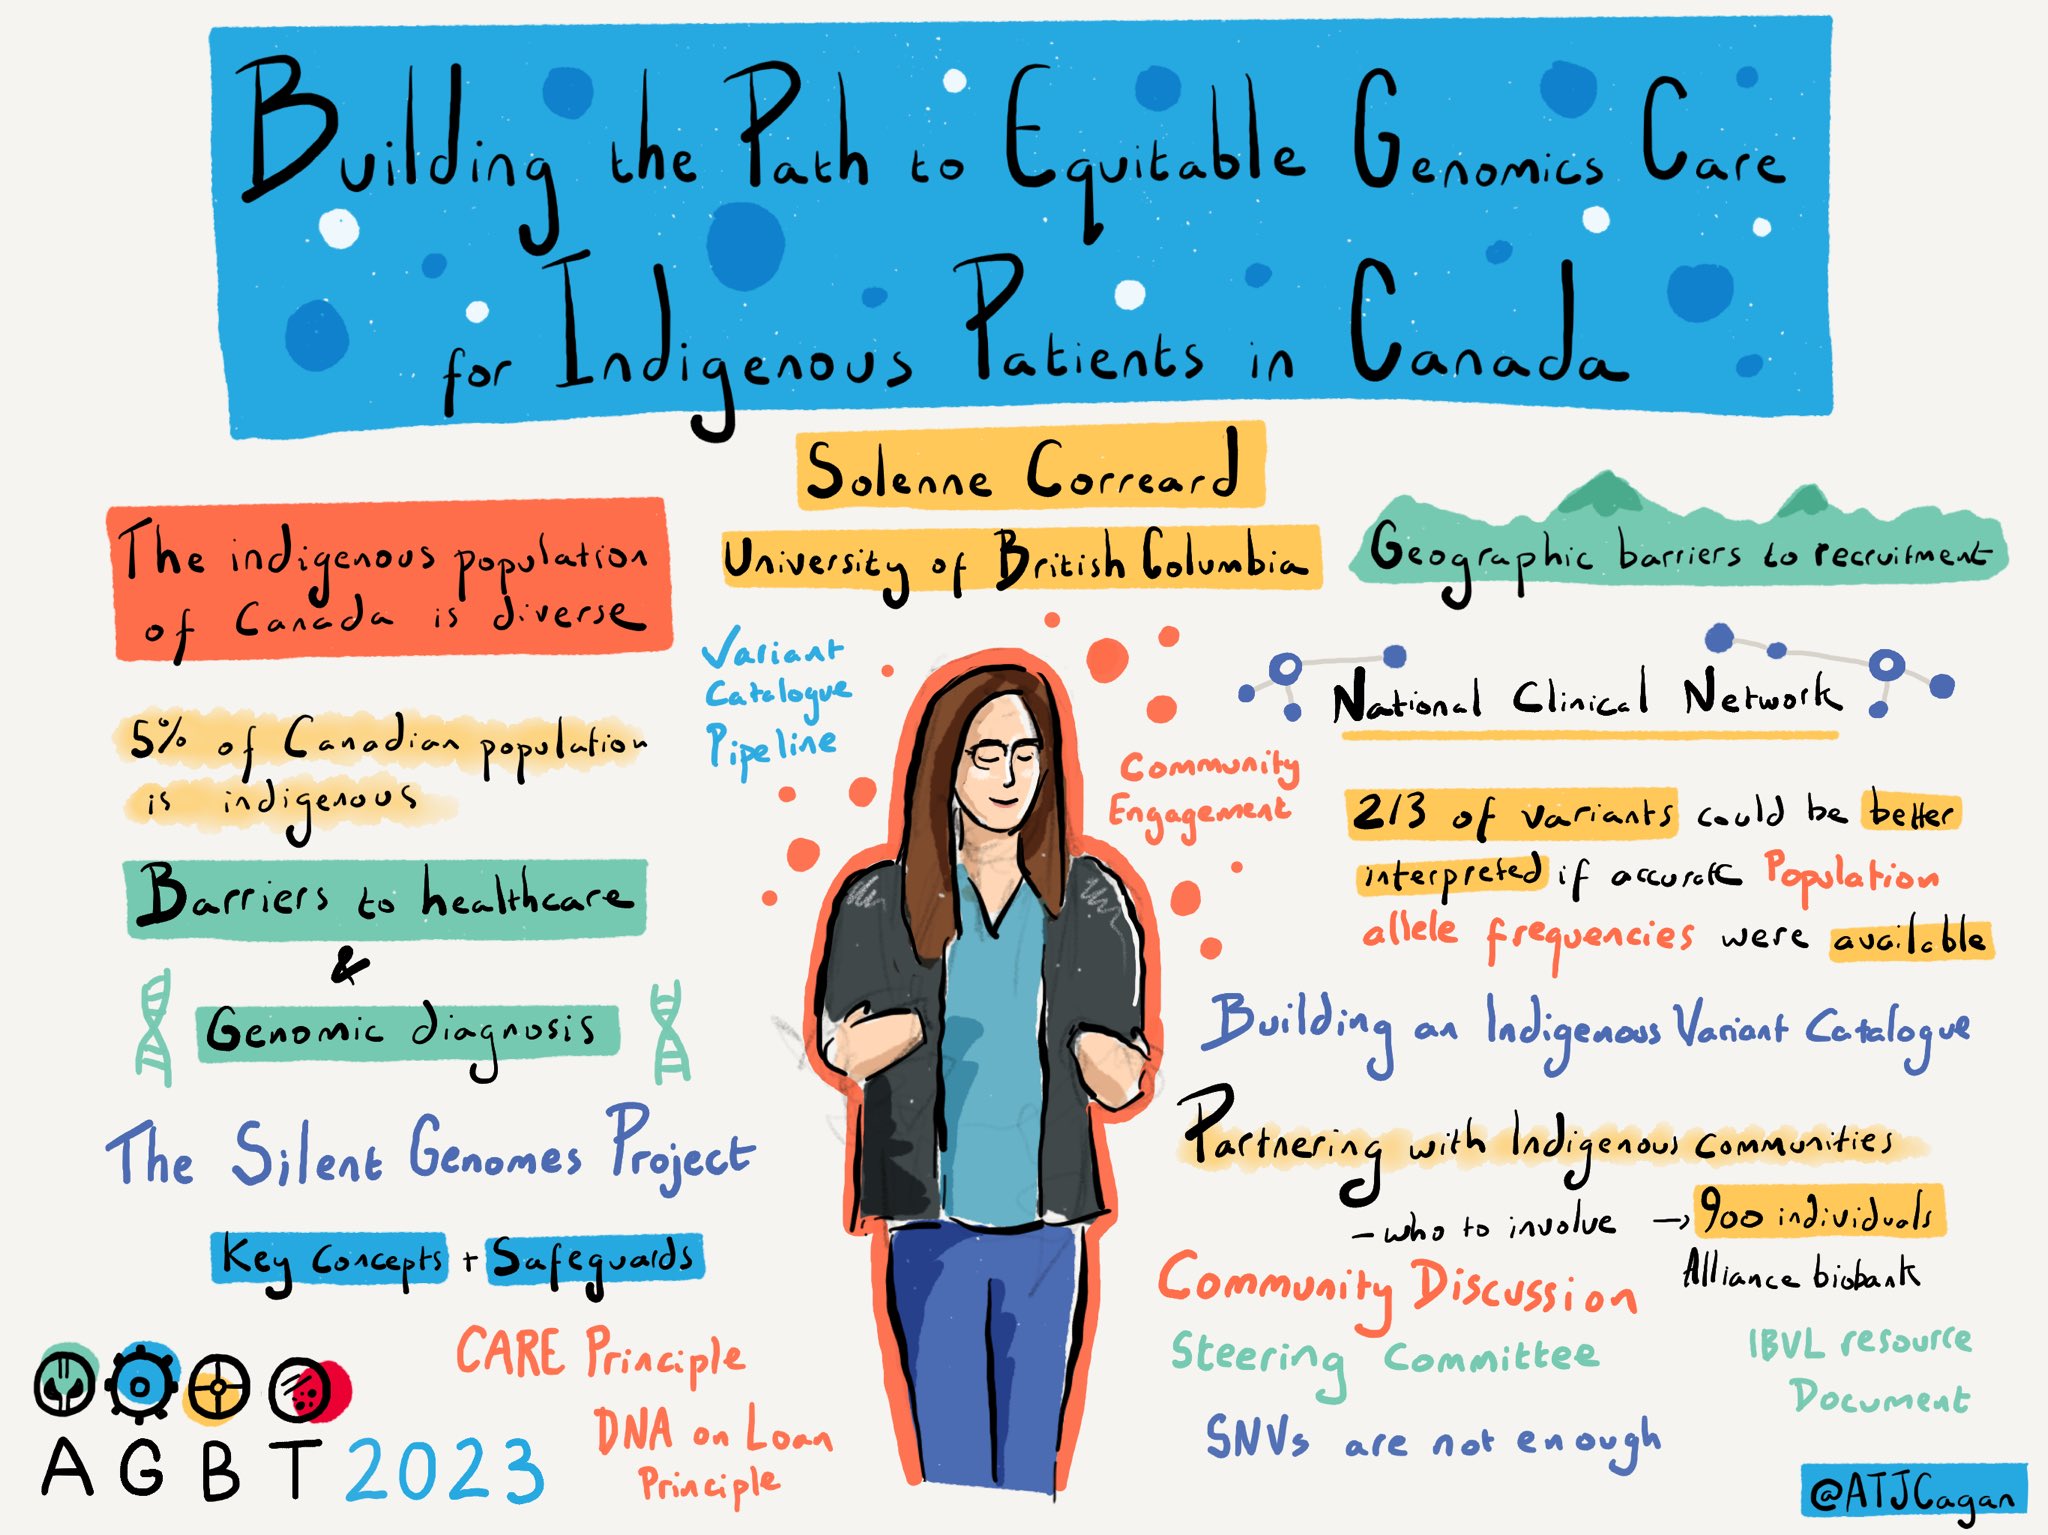 Building the Path to Equitable Genomics Care
for Indigenous Patients in Canada
Solenne Correard
University of British Columbia
The indigenous population
of Canada is diverse
5% of Canadian population
is indigenous
Barriers to healthcare
&
Genomic diagnosis
The Silent Genomes Project
Key Concepts + Safeguards
CARE Principle
DNA on Loan
Principle
AGBT 2023
Variant
Catalogue
Pipeline
Community
Engagement
Geographic barriers to recruitment
National Clinical Network
2/3 of variants could be better
interpreted if accurate Population
allele frequencies were available
Building an Indigenous Variant Catalogue
Partnering with Indigenous communities
- who to involve → 900 individuals
Alliance biobank
Community Discussion
Steering Committee
IBVL resource
Document
SNVs are not enough
@ATJCagan